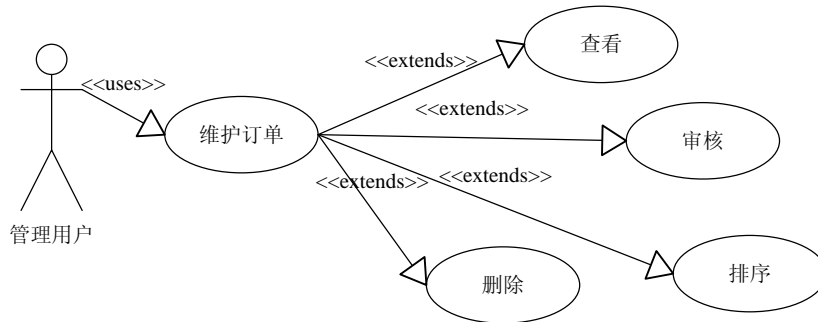 查看
<<extends>>
<<uses>>
<<extends>>
维护订单
审核
<<extends>>
<<extends>>
管理用户
删除
排序